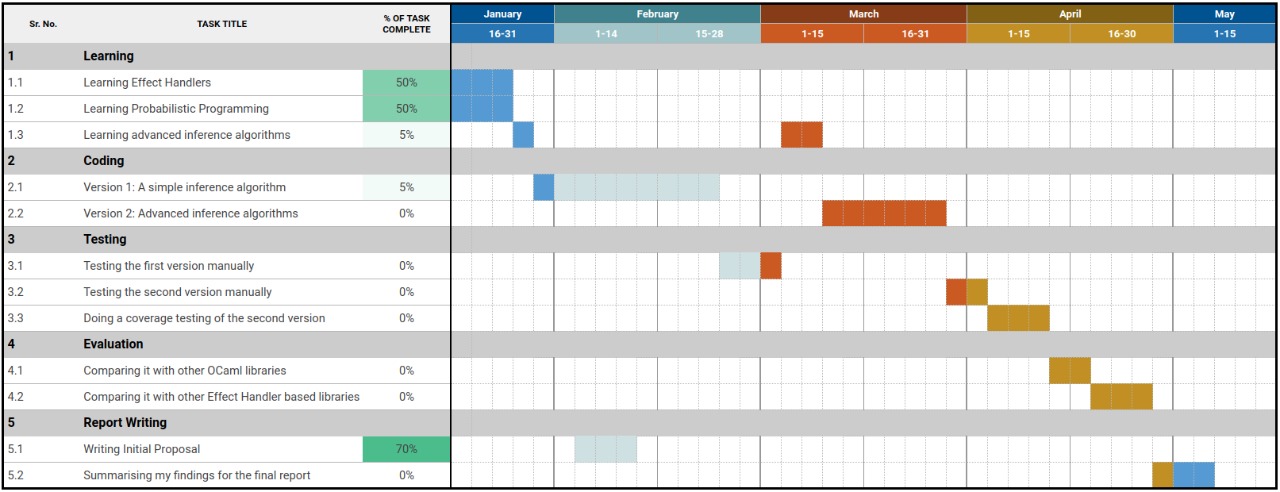 January February March April May
Sr. No. TASK TITLE % OF TASK COMPLETE
16-31 1-14 15-28 1-15 16-31 1-15 16-30 1-15
1 Learning
1.1 Learning Effect Handlers 50%
1.2 Learning Probabilistic Programming 50%
1.3 Learning advanced inference algorithms 5%
2 Coding
2.1 Version 1: A simple inference algorithm 5%
2.2 Version 2: Advanced inference algorithms 0%
3 Testing
3.1 Testing the first version manually 0%
3.2 Testing the second version manually 0%
3.3 Doing a coverage testing of the second version 0%
4 Evaluation
4.1 Comparing it with other OCaml libraries 0%
4.2 Comparing it with other Effect Handler based libraries 0%
5 Report Writing
5.1 Writing Initial Proposal 70%
5.2 Summarising my findings for the final report 0%